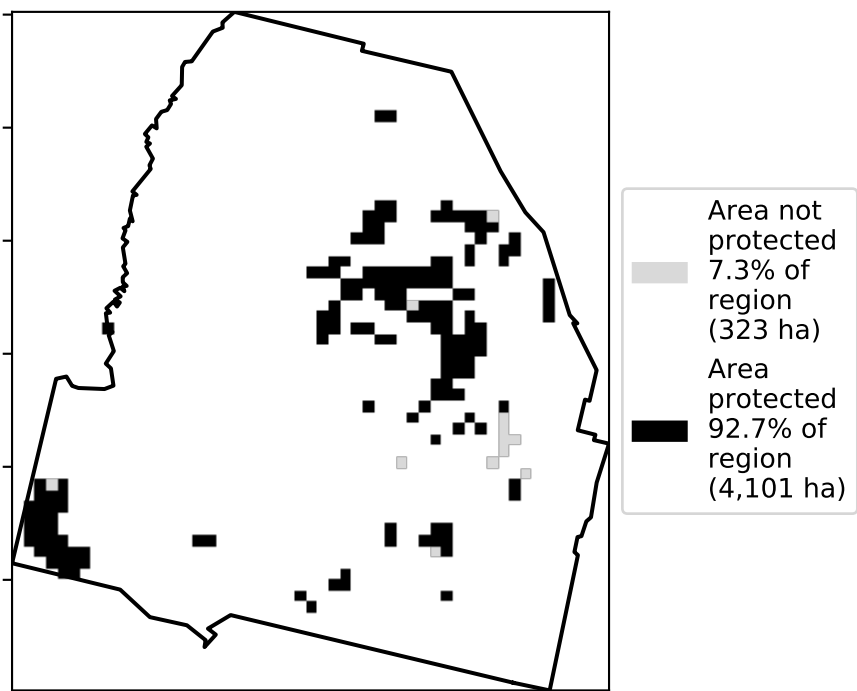 Area not
protected
7.3% of
region
(323 ha)
Area
protected
92.7% of
region
(4,101 ha)